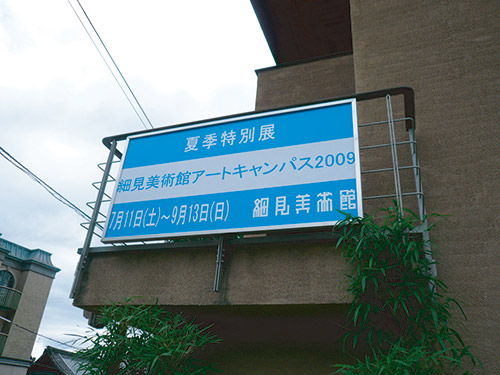 夏季特別展
細見美術館アートキャンパス2009
7月11日(土)〜9月13日(日) 細見美術館